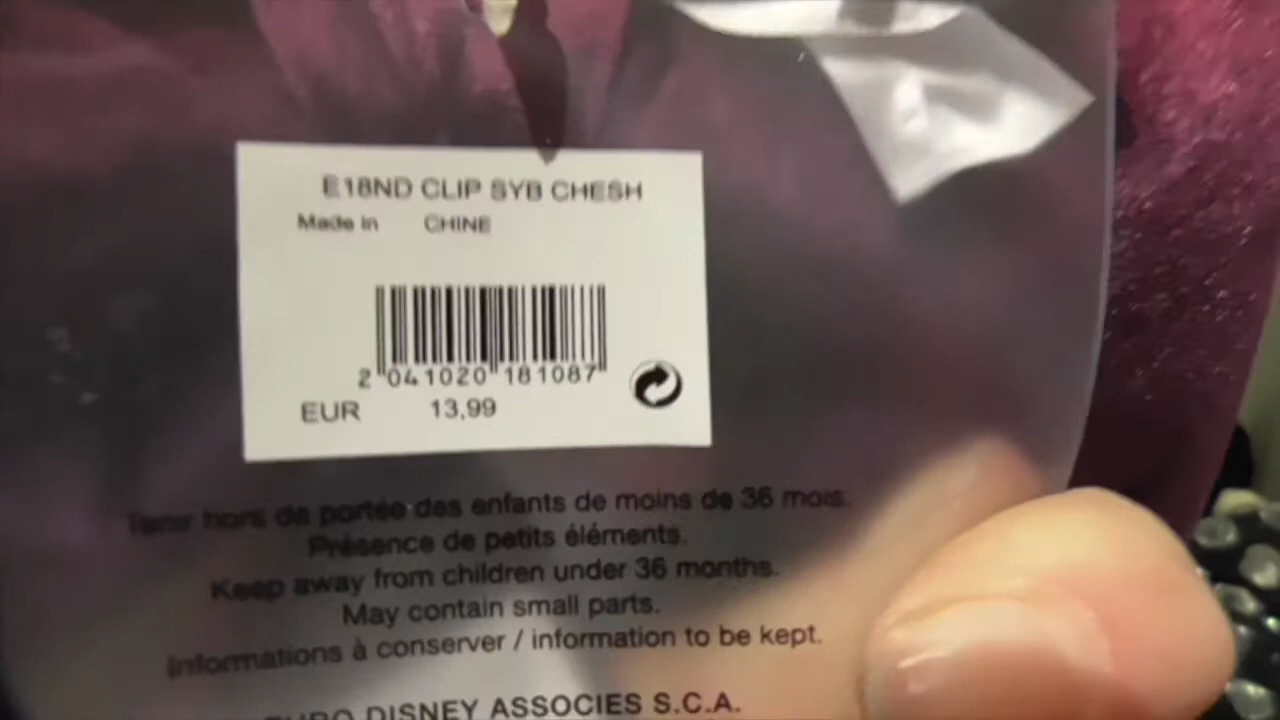 E18ND CLIP SYB CHESH
Made in CHINE
2 041020 181087
EUR 13,99
Tenir hors de portée des enfants de moins de 36 mois.
Présence de petits éléments.
Keep away from children under 36 months.
May contain small parts.
Informations à conserver / information to be kept.
EURO DISNEY ASSOCIES S.C.A.